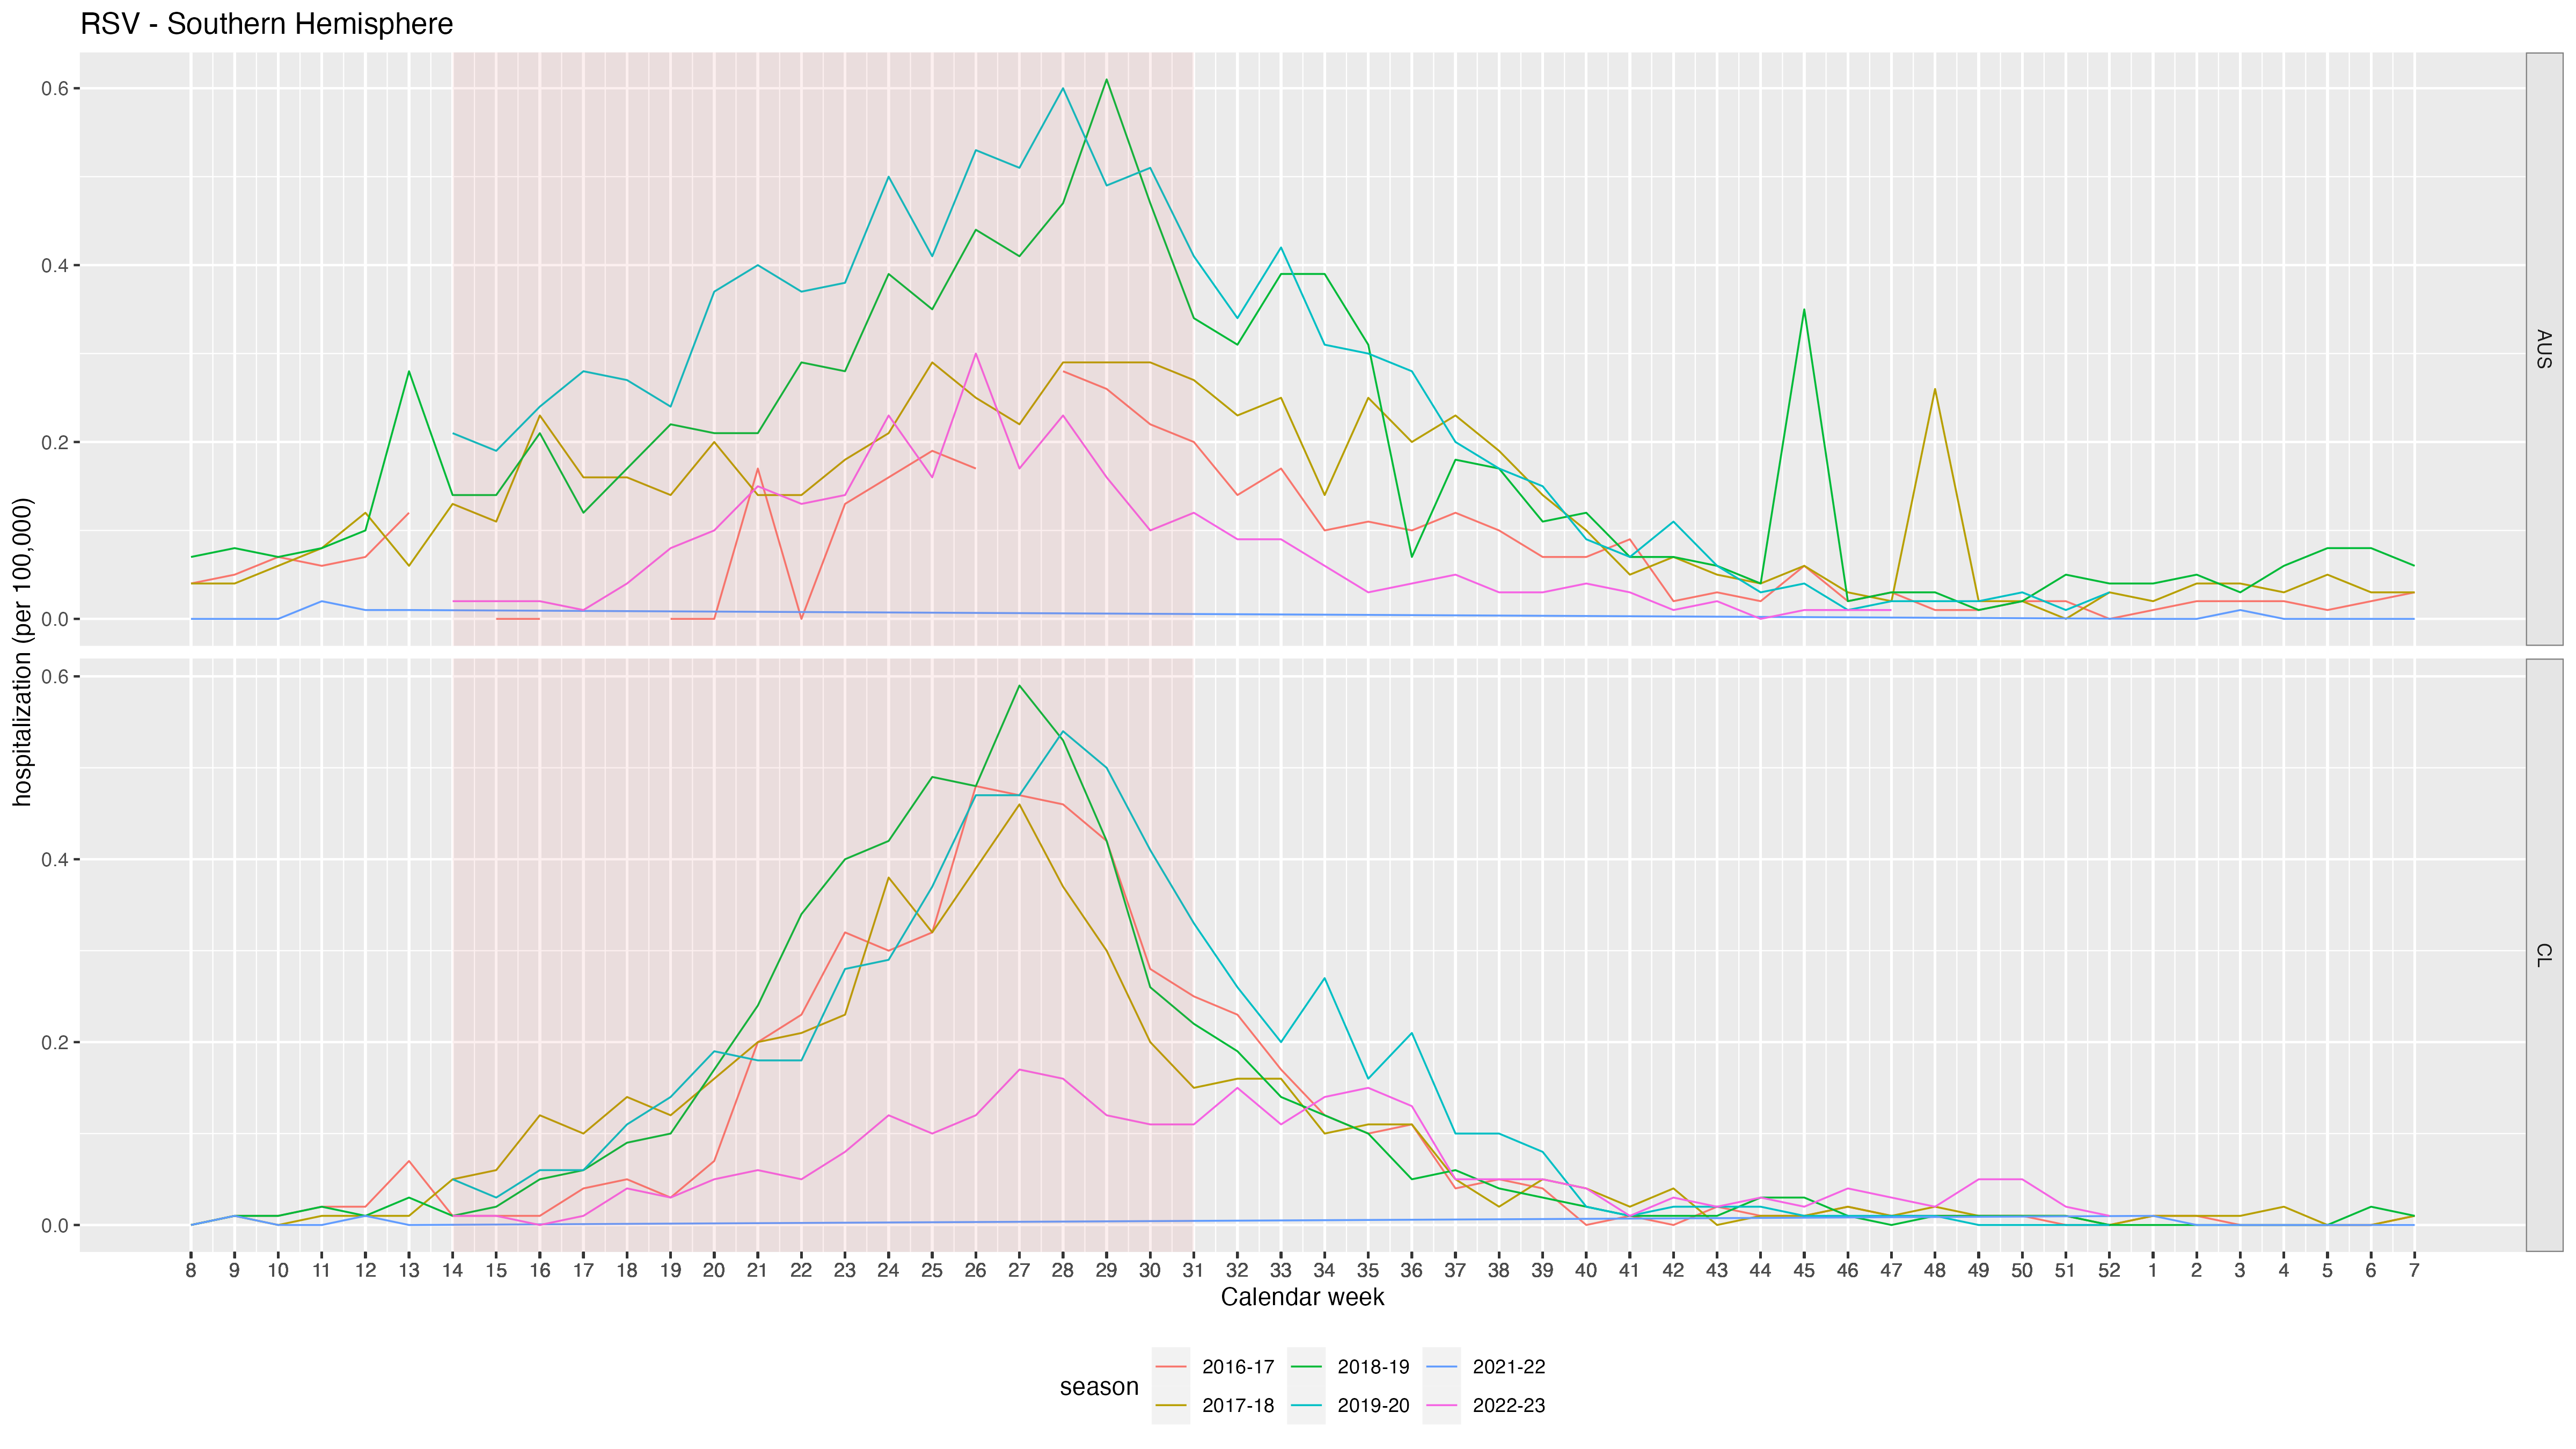 RSV - Southern Hemisphere
hospitalization (per 100,000)
0.6
0.4
0.2
0.0
AUS
0.6
0.4
0.2
0.0
CL
8 9 10 11 12 13 14 15 16 17 18 19 20 21 22 23 24 25 26 27 28 29 30 31 32 33 34 35 36 37 38 39 40 41 42 43 44 45 46 47 48 49 50 51 52 1 2 3 4 5 6 7
Calendar week
season
2016-17 2018-19 2021-22
2017-18 2019-20 2022-23